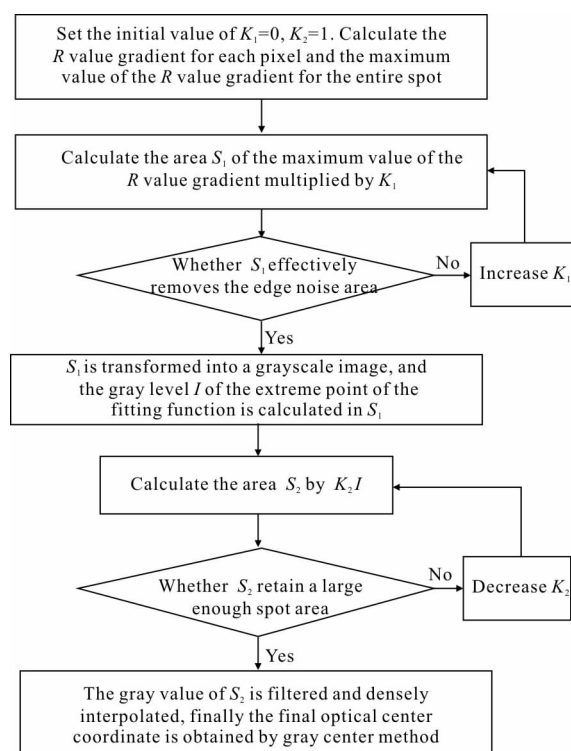 Set the initial value of K₁=0, K₂=1. Calculate the
R value gradient for each pixel and the maximum
value of the R value gradient for the entire spot
Calculate the area S₁ of the maximum value of the
R value gradient multiplied by K₁
Whether S₁ effectively
removes the edge noise area
No
Increase K₁
Yes
S₁ is transformed into a grayscale image, and
the gray level I of the extreme point of the
fitting function is calculated in S₁
Calculate the area S₂ by K₂I
Whether S₂ retain a large
enough spot area
No
Decrease K₂
Yes
The gray value of S₂ is filtered and densely
interpolated, finally the final optical center
coordinate is obtained by gray center method